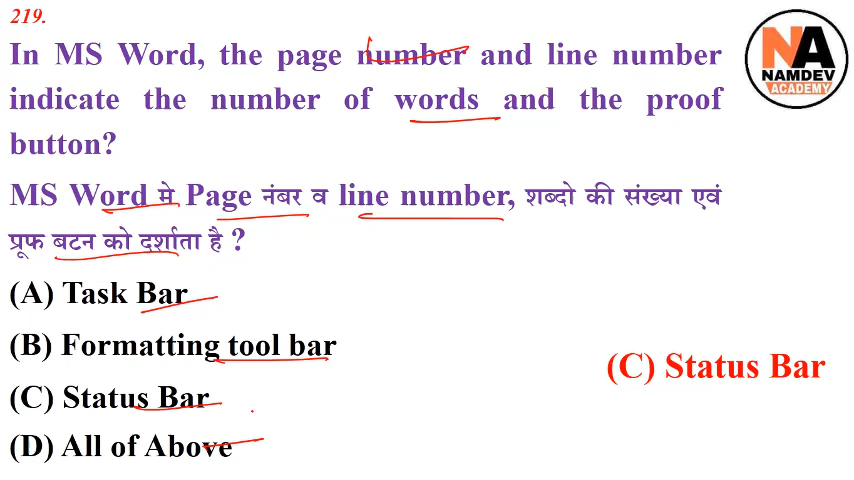 219.
In MS Word, the page number and line number
indicate the number of words and the proof
button?
MS Word मे Page नंबर व line number, शब्दो की संख्या एवं
प्रूफ बटन को दर्शाता है ?
(A) Task Bar
(B) Formatting tool bar
(C) Status Bar
(D) All of Above
(C) Status Bar
NA
NAMDEV
ACADEMY